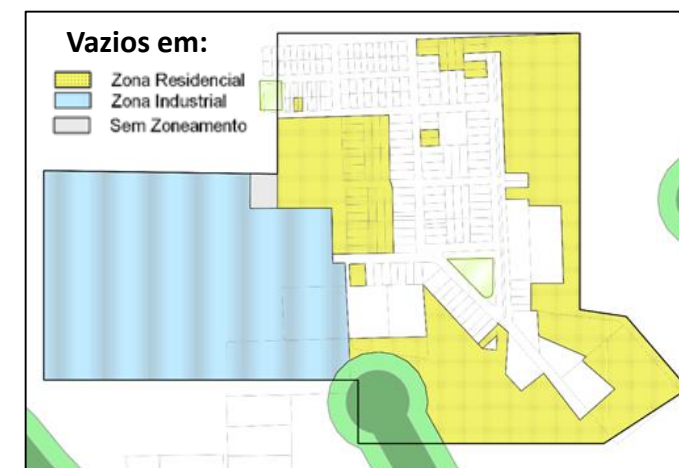 Vazios em:
Zona Residencial
Zona Industrial
Sem Zoneamento